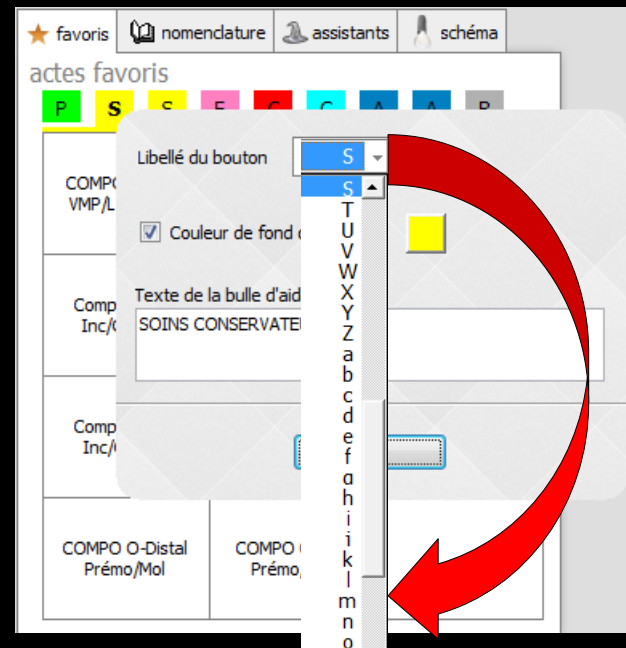 favoris nomenclature assistants schéma
actes favoris
P S S
Libellé du bouton S
COMPO
VMP/L
Couleur de fond
Texte de la bulle d'aid
SOINS CONSERVATEU
Comp
Inc/
Comp
Inc/
COMPO O-Distal
Prémo/Mol
COMPO
Prémo/
S
T
U
V
W
X
Y
Z
a
b
c
d
e
f
g
h
i
j
k
l
m
n
o